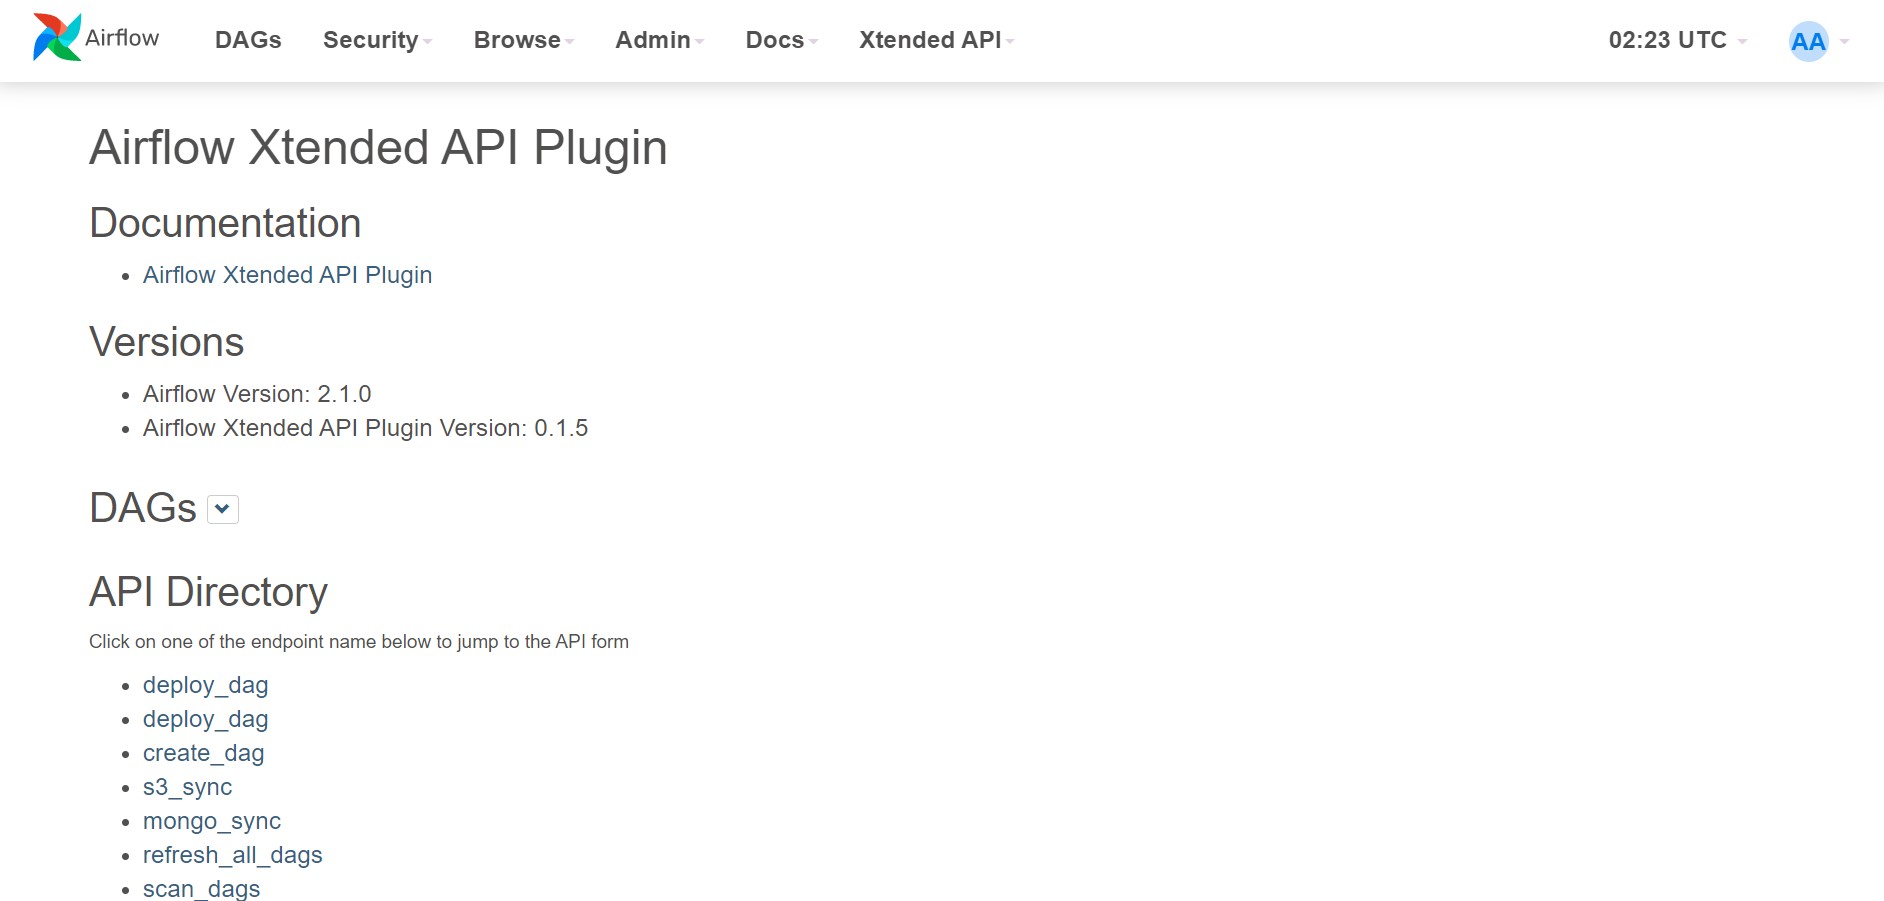 Airflow DAGs Security Browse Admin Docs Xtended API 02:23 UTC AA
Airflow Xtended API Plugin
Documentation
Airflow Xtended API Plugin
Versions
Airflow Version: 2.1.0
Airflow Xtended API Plugin Version: 0.1.5
DAGs
API Directory
Click on one of the endpoint name below to jump to the API form
deploy_dag
deploy_dag
create_dag
s3_sync
mongo_sync
refresh_all_dags
scan_dags